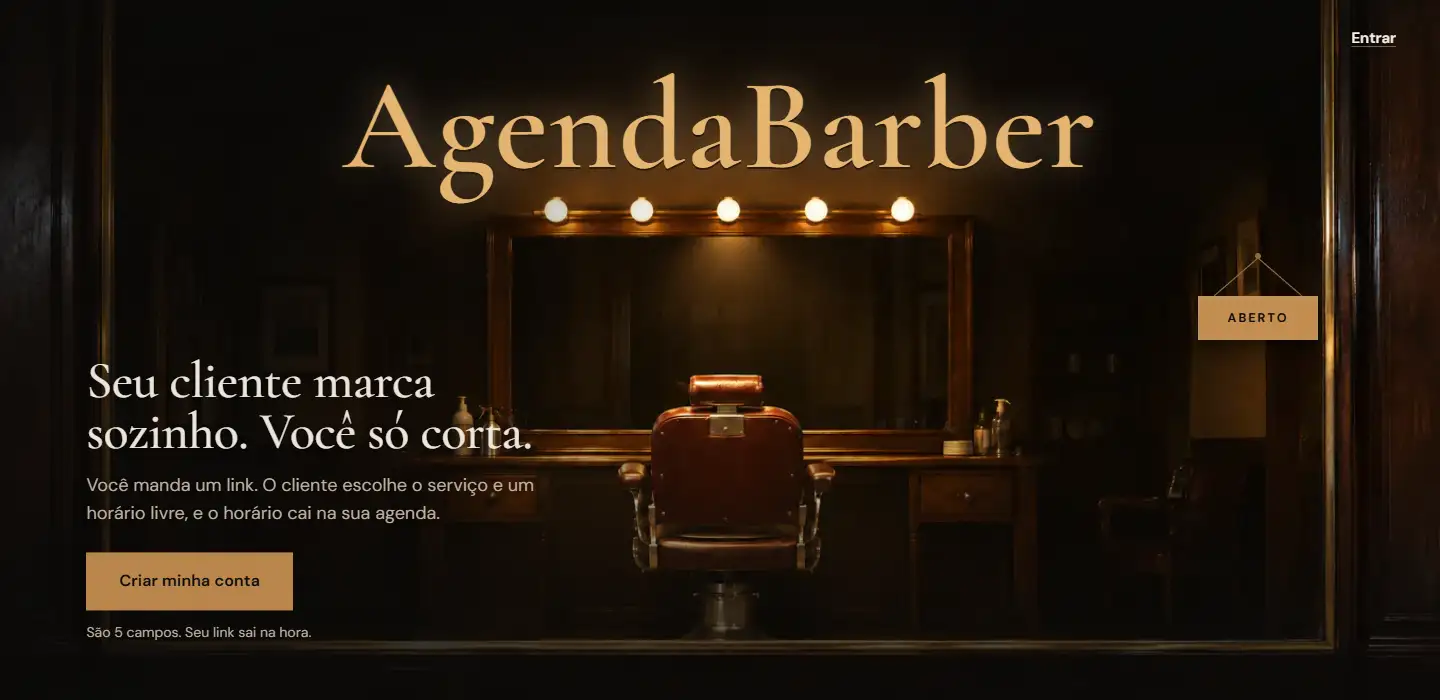 Entrar
AgendaBarber
ABERTO
Seu cliente marca
sozinho. Você só corta.
Você manda um link. O cliente escolhe o serviço e um
horário livre, e o horário cai na sua agenda.
Criar minha conta
São 5 campos. Seu link sai na hora.